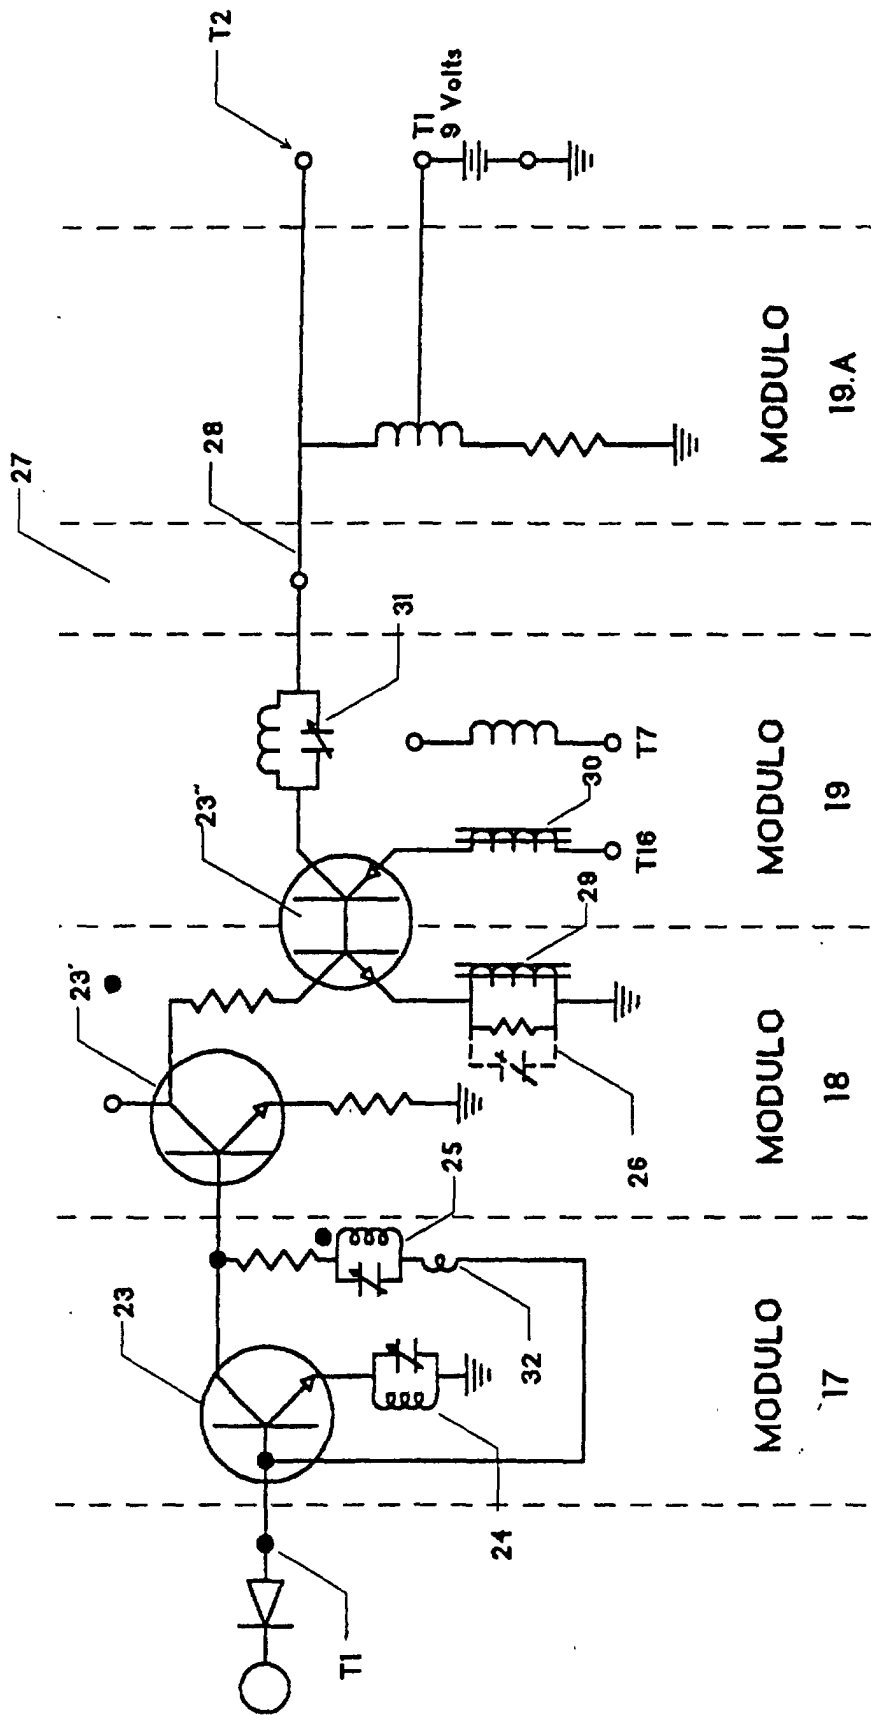 27
T2
28
T1
9 Volts
31
23''
T7
30
T16
29
23'
25
26
23
32
24
T1
MODULO
17
MODULO
18
MODULO
19
MODULO
19.A